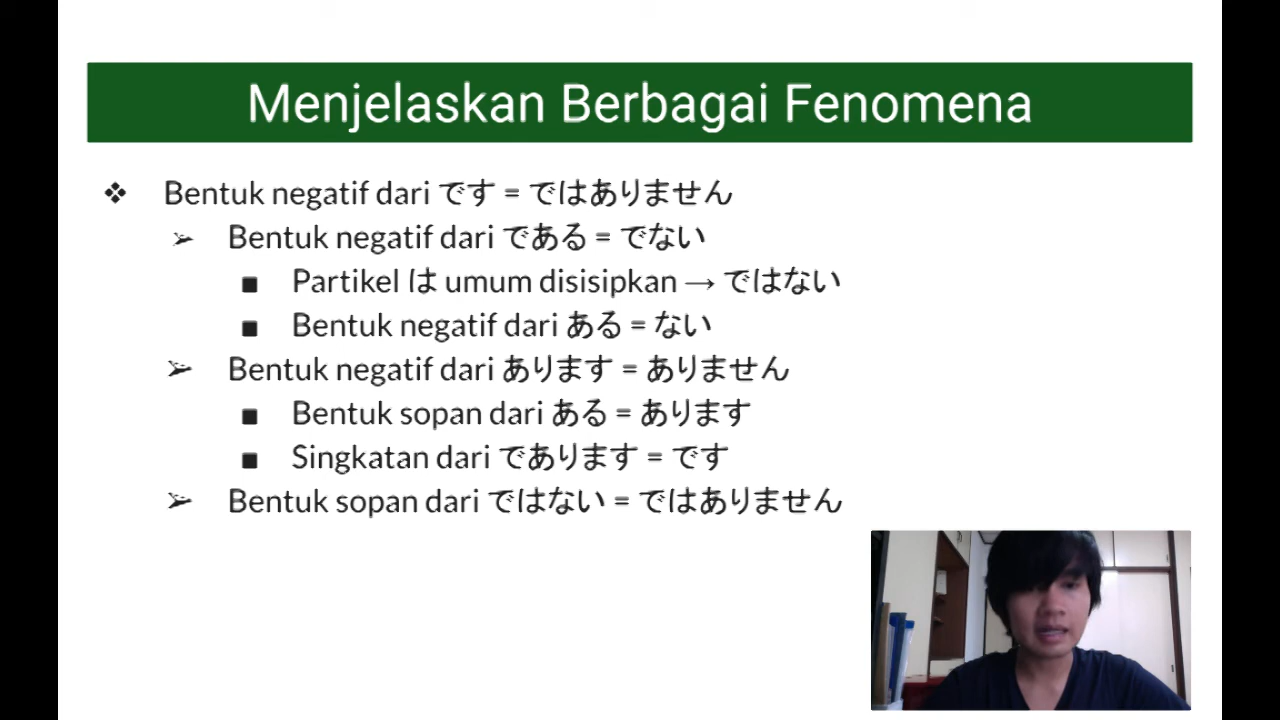 Menjelaskan Berbagai Fenomena
❖ Bentuk negatif dari です = ではありません
➢ Bentuk negatif dari である = でない
■ Partikel は umum disisipkan → ではない
■ Bentuk negatif dari ある = ない
➢ Bentuk negatif dari あります = ありません
■ Bentuk sopan dari ある = あります
■ Singkatan dari であります = です
➢ Bentuk sopan dari ではない = ではありません